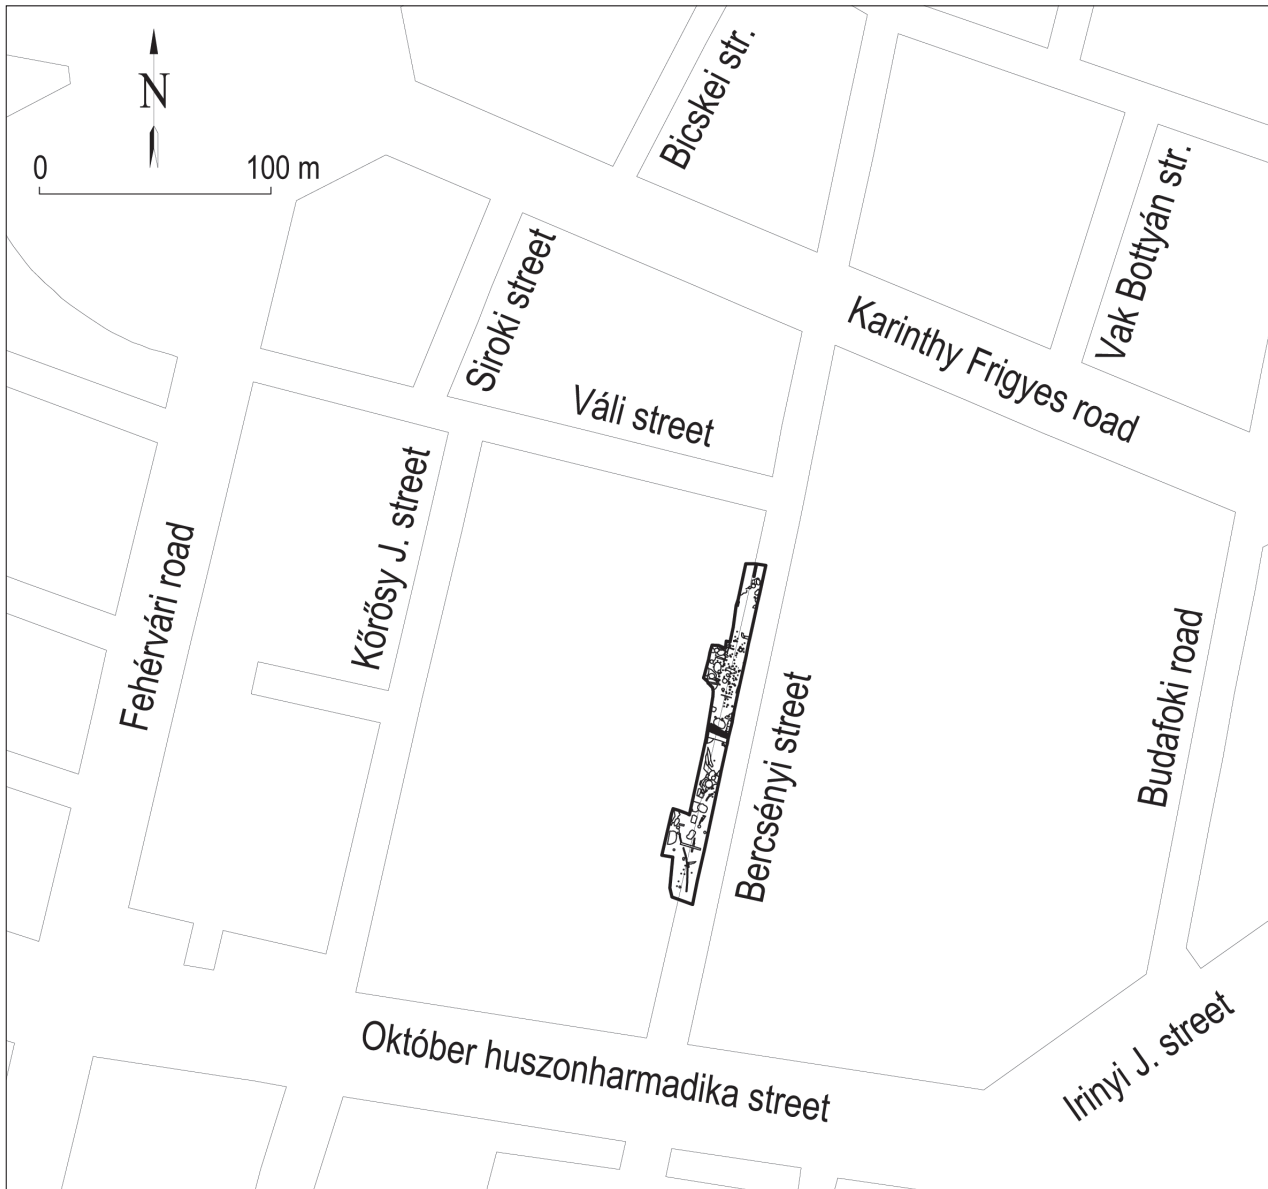 Bicskei str.
N
0
100 m
Vak Bottyán str.
Siroki street
Karinthy Frigyes road
Váli street
Kőrősy J. street
Fehérvári road
Budafoki road
Bercsényi street
Október huszonharmadika street
Irinyi J. street